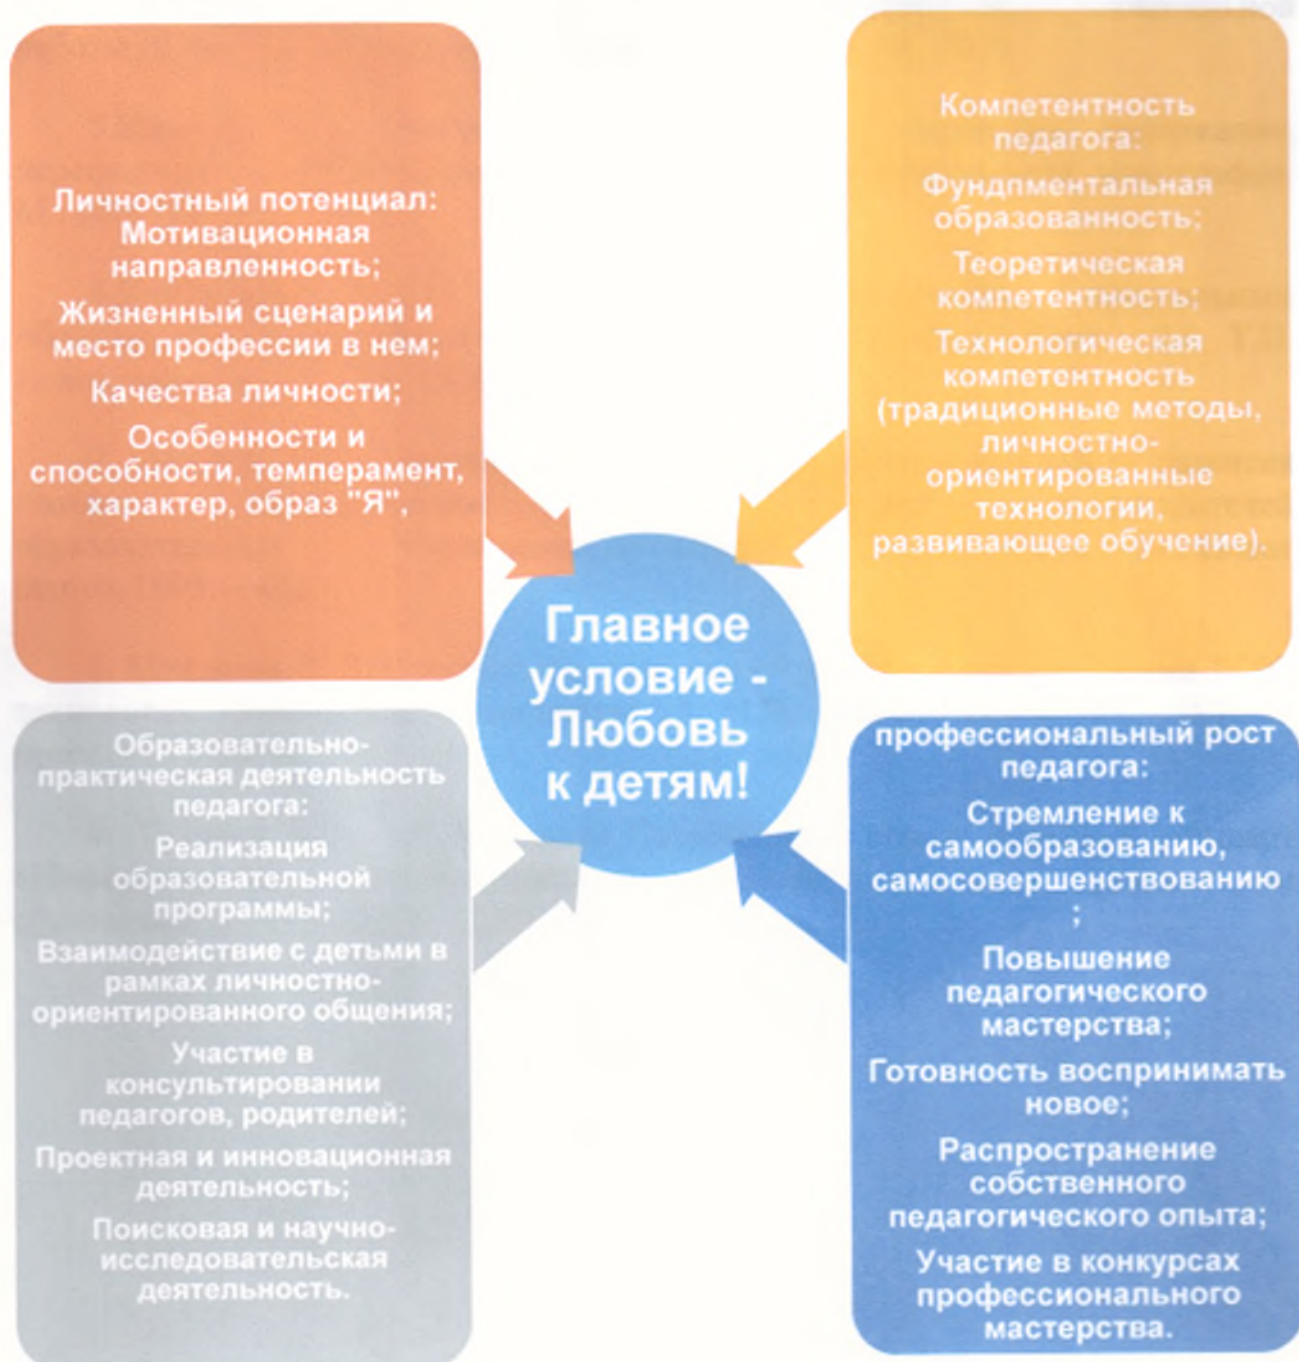 Личностный потенциал:
Мотивационная
направленность;
Жизненный сценарий и
место профессии в нем;
Качества личности;
Особенности и
способности, темперамент,
характер, образ "Я",
Компетентность
педагога:
Фундпментальная
образованность;
Теоретическая
компетентность;
Технологическая
компетентность
(традиционные методы,
личностно-
ориентированные
технологии,
развивающее обучение).
Главное
условие -
Любовь
к детям!
Образовательно-
практическая деятельность
педагога:
Реализация
образовательной
программы;
Взаимодействие с детьми в
рамках личностно-
ориентированного общения;
Участие в
консультировании
педагогов, родителей;
Проектная и инновационная
деятельность;
Поисковая и научно-
исследовательская
деятельность.
профессиональный рост
педагога:
Стремление к
самообразованию,
самосовершенствованию
;
Повышение
педагогического
мастерства;
Готовность воспринимать
новое;
Распространение
собственного
педагогического опыта;
Участие в конкурсах
профессионального
мастерства.